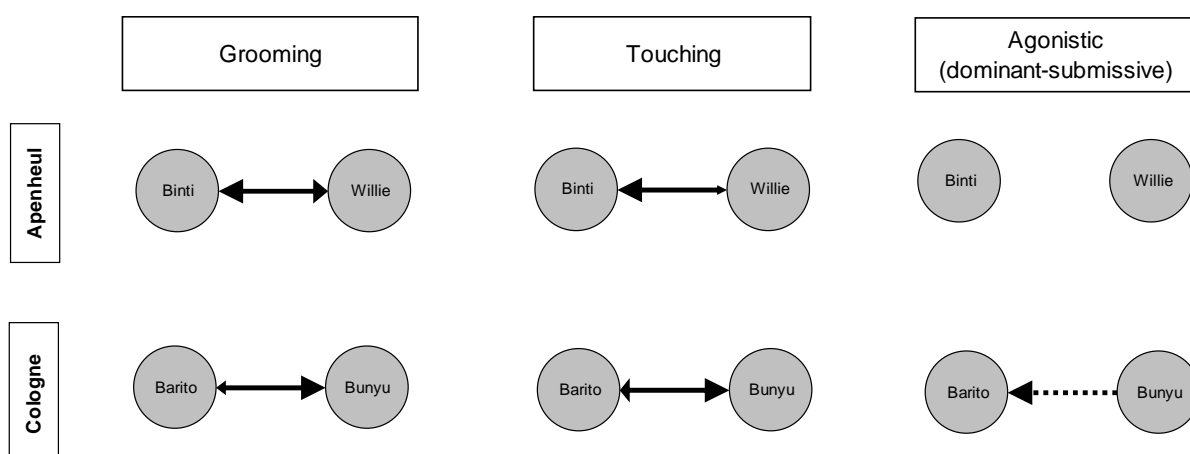 Grooming
Touching
Agonistic
(dominant-submissive)
Apenheul
Binti
Willie
Binti
Willie
Binti
Willie
Cologne
Barito
Bunyu
Barito
Bunyu
Barito
Bunyu